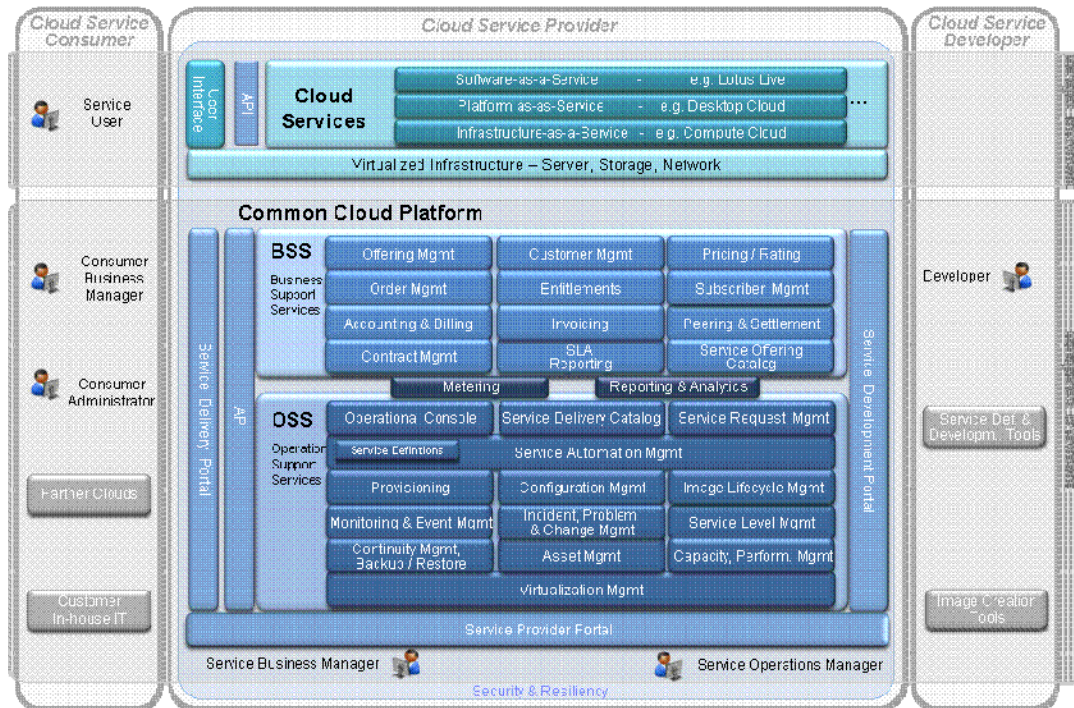 Cloud Service
Consumer
Cloud Service Provider
Cloud Service
Developer
Service
User
User
Interface
API
Cloud
Services
Software-as-a-Service - e.g. Lotus Live
Platform as-as-Service - e.g. Desktop Cloud
Infrastructure-as-a-Service - e.g. Compute Cloud
...
Virtualized Infrastructure – Server, Storage, Network
Common Cloud Platform
Consumer
Business
Manager
Consumer
Administrator
Partner Clouds
Customer
In-house IT
Service Delivery Portal
API
BSS
Business
Support
Services
Offering Mgmt
Customer Mgmt
Pricing / Rating
Order Mgmt
Entitlements
Subscriber Mgmt
Accounting & Billing
Invoicing
Peering & Settlement
Contract Mgmt
SLA
Reporting
Service Offering
Catalog
Metering
Reporting & Analytics
OSS
Operation
Support
Services
Operational Console
Service Delivery Catalog
Service Request Mgmt
Service Definitions
Service Automation Mgmt
Provisioning
Configuration Mgmt
Image Lifecycle Mgmt
Monitoring & Event Mgmt
Incident, Problem
& Change Mgmt
Service Level Mgmt
Continuity Mgmt,
Backup / Restore
Asset Mgmt
Capacity, Perform. Mgmt
Virtualization Mgmt
Service Development Portal
Developer
Service Def. &
Developm. Tools
Image Creation
Tools
Service Provider Portal
Service Business Manager
Service Operations Manager
Security & Resiliency